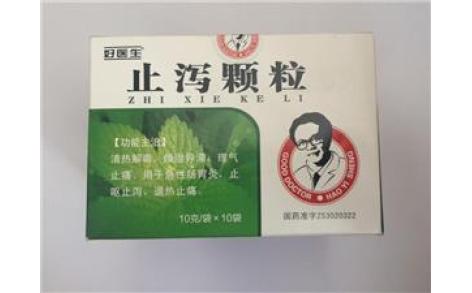 好医生
止泻颗粒
ZHI XIE KE LI
【功能主治】
清热解毒，燥湿导滞，理气
止痛。用于急性肠胃炎，止
呕止泻，退热止痛。
GOOD DOCTOR · HAO YI SHENG
10克/袋×10袋
国药准字Z53020322